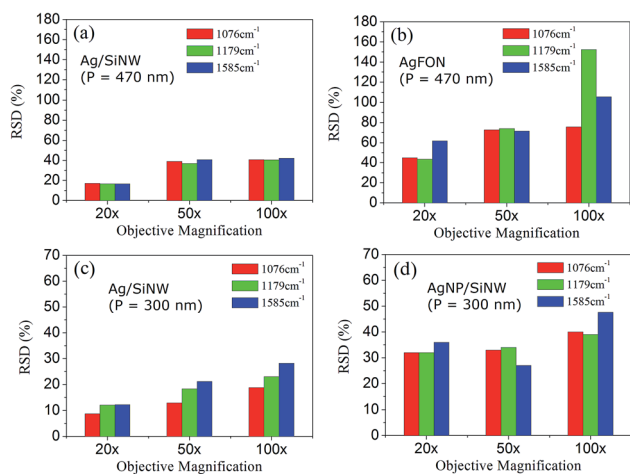 (a)
Ag/SiNW
(P = 470 nm)
1076cm⁻¹
1179cm⁻¹
1585cm⁻¹
RSD (%)
180
160
140
120
100
80
60
40
20
0
20x 50x 100x
Objective Magnification
(b)
AgFON
(P = 470 nm)
1076cm⁻¹
1179cm⁻¹
1585cm⁻¹
RSD (%)
180
160
140
120
100
80
60
40
20
0
20x 50x 100x
Objective Magnification
(c)
Ag/SiNW
(P = 300 nm)
1076cm⁻¹
1179cm⁻¹
1585cm⁻¹
RSD (%)
70
60
50
40
30
20
10
0
20x 50x 100x
Objective Magnification
(d)
AgNP/SiNW
(P = 300 nm)
1076cm⁻¹
1179cm⁻¹
1585cm⁻¹
RSD (%)
70
60
50
40
30
20
10
0
20x 50x 100x
Objective Magnification